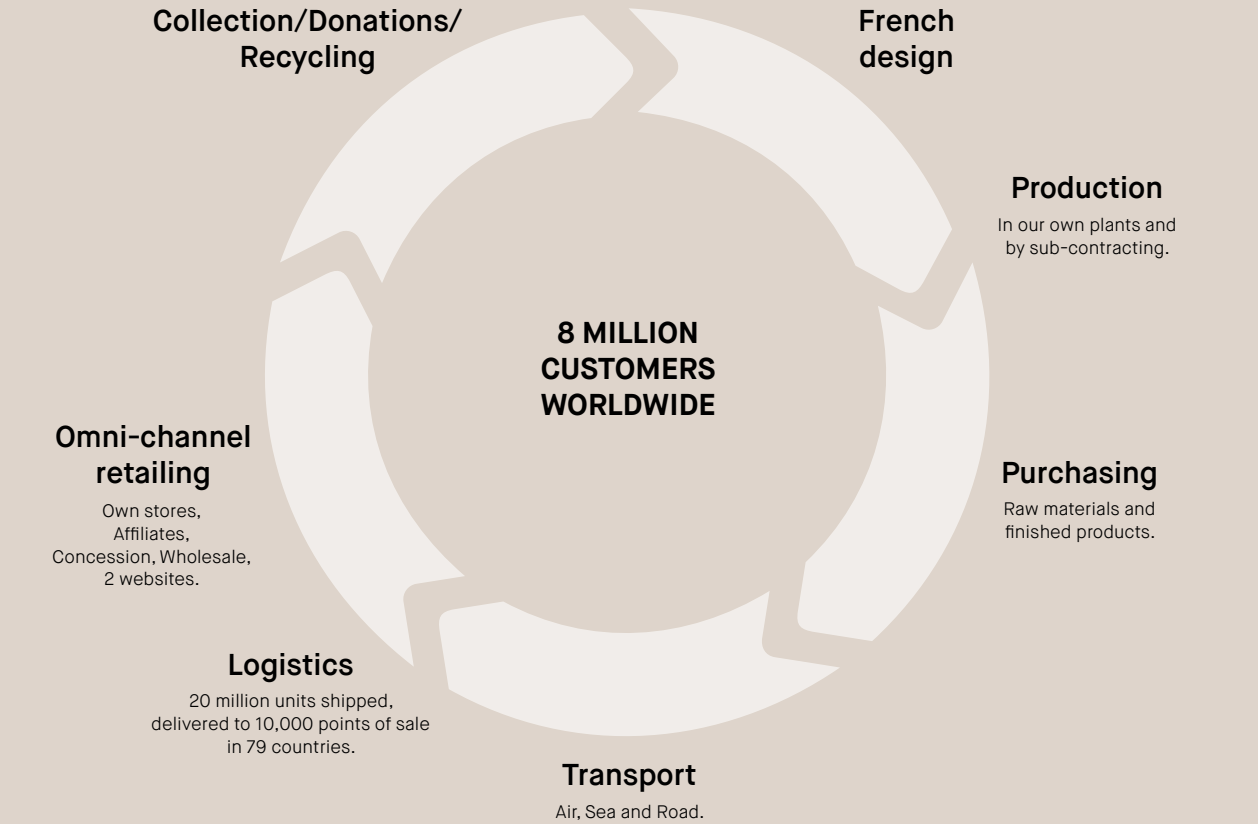 Collection/Donations/
Recycling
French
design
Production
In our own plants and
by sub-contracting.
8 MILLION
CUSTOMERS
WORLDWIDE
Omni-channel
retailing
Own stores,
Affiliates,
Concession, Wholesale,
2 websites.
Purchasing
Raw materials and
finished products.
Logistics
20 million units shipped,
delivered to 10,000 points of sale
in 79 countries.
Transport
Air, Sea and Road.